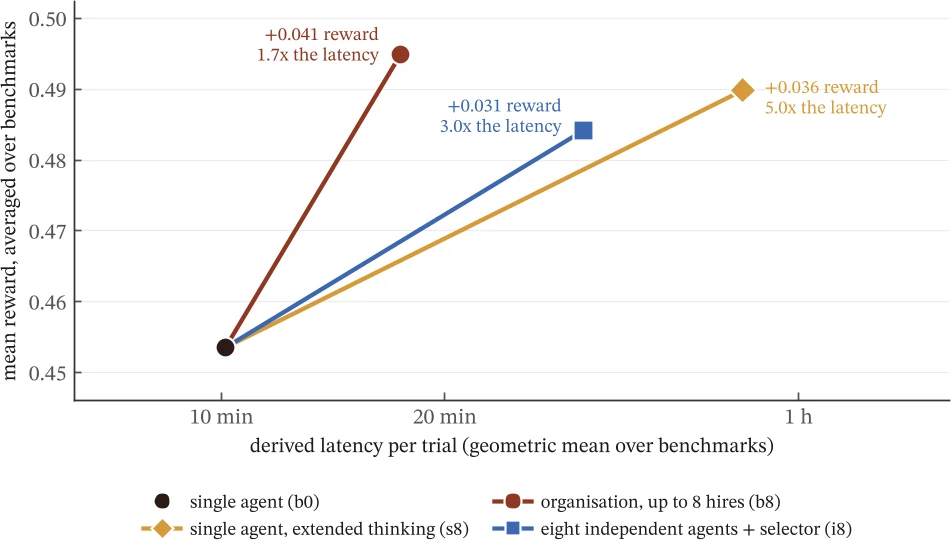 mean reward, averaged over benchmarks
0.50
0.49
0.48
0.47
0.46
0.45
+0.041 reward
1.7x the latency
+0.031 reward
3.0x the latency
+0.036 reward
5.0x the latency
10 min
20 min
1 h
derived latency per trial (geometric mean over benchmarks)
single agent (b0)
organisation, up to 8 hires (b8)
single agent, extended thinking (s8)
eight independent agents + selector (i8)